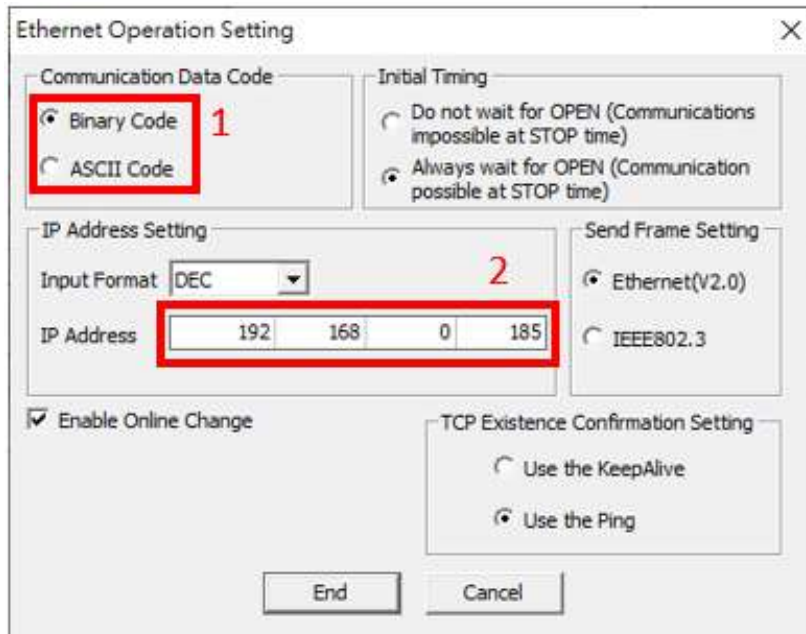 Ethernet Operation Setting
Communication Data Code
Binary Code
ASCII Code
1
Initial Timing
Do not wait for OPEN (Communications
impossible at STOP time)
Always wait for OPEN (Communication
possible at STOP time)
IP Address Setting
Input Format DEC
2
IP Address 192 168 0 185
Send Frame Setting
Ethernet(V2.0)
IEEE802.3
Enable Online Change
TCP Existence Confirmation Setting
Use the KeepAlive
Use the Ping
End Cancel